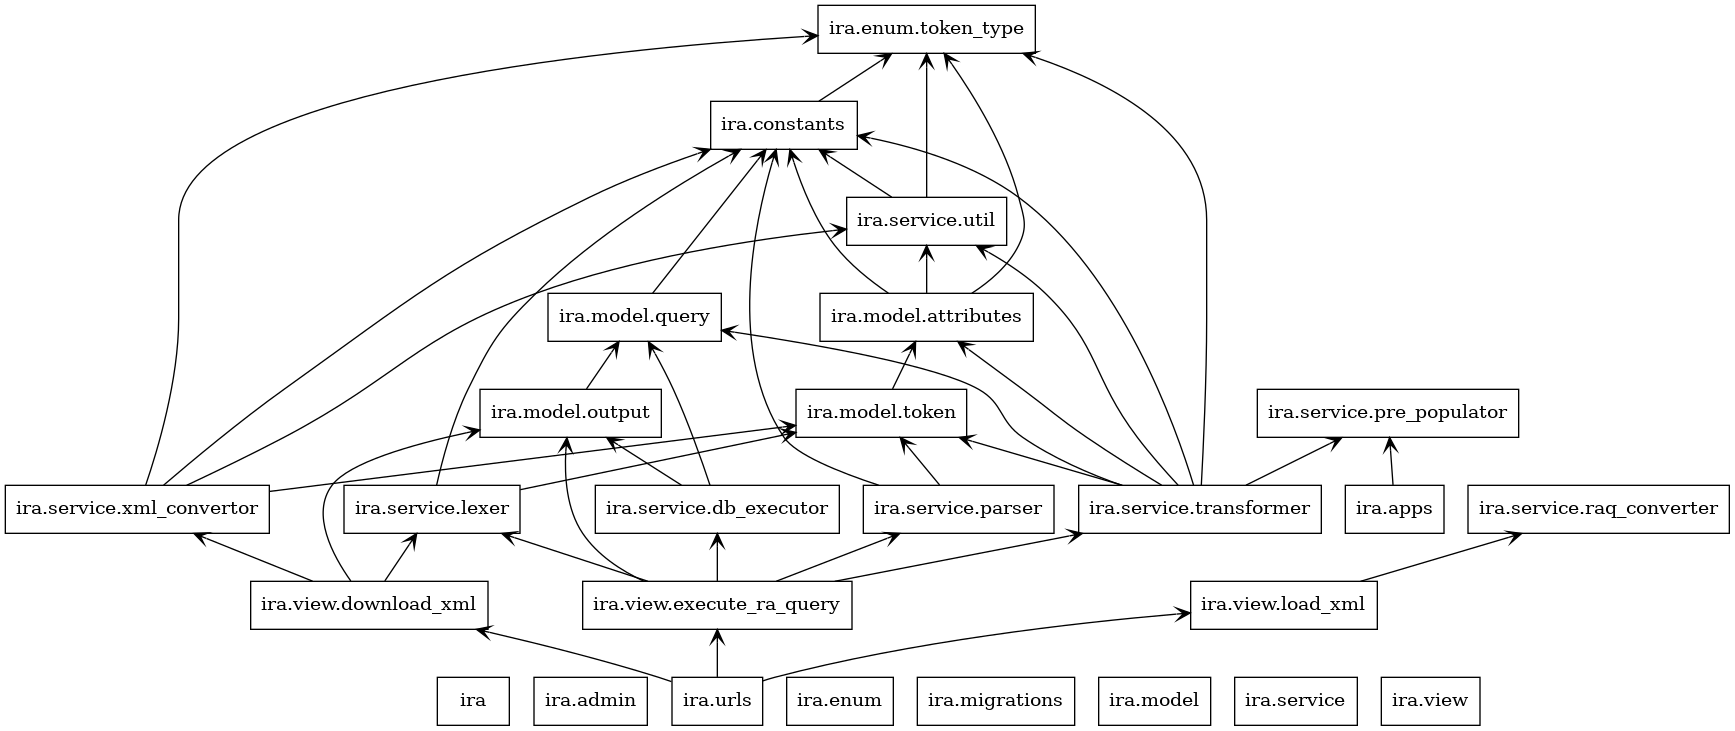 ira.enum.token_type
ira.constants
ira.service.util
ira.model.query
ira.model.attributes
ira.model.output
ira.model.token
ira.service.pre_populator
ira.service.xml_convertor
ira.service.lexer
ira.service.db_executor
ira.service.parser
ira.service.transformer
ira.apps
ira.service.raq_converter
ira.view.download_xml
ira.view.execute_ra_query
ira.view.load_xml
ira
ira.admin
ira.urls
ira.enum
ira.migrations
ira.model
ira.service
ira.view